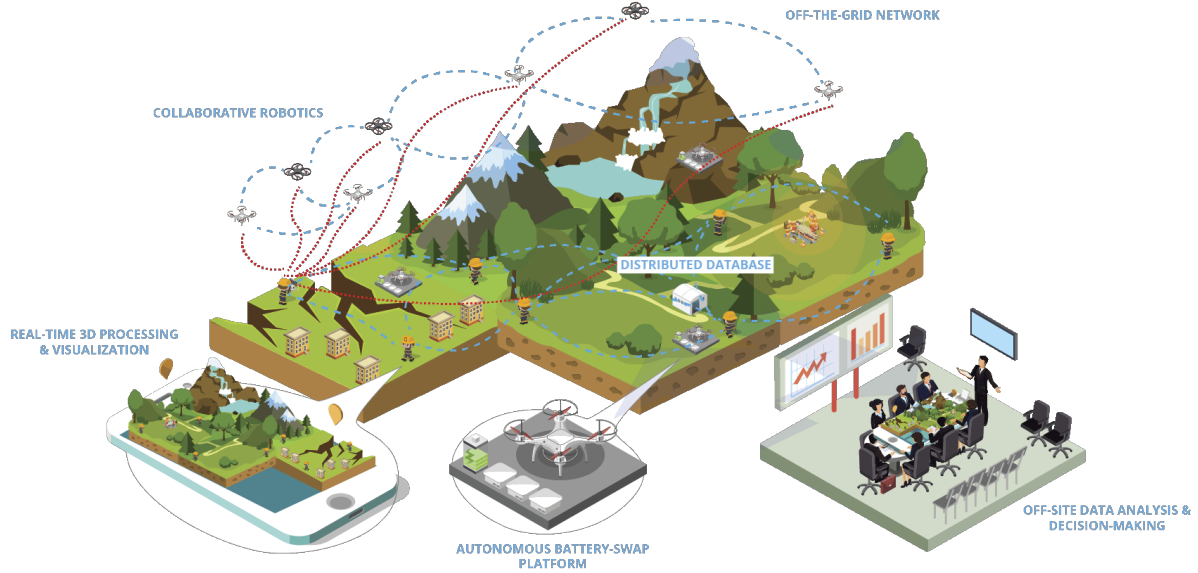 OFF-THE-GRID NETWORK
COLLABORATIVE ROBOTICS
DISTRIBUTED DATABASE
REAL-TIME 3D PROCESSING
& VISUALIZATION
AUTONOMOUS BATTERY-SWAP
PLATFORM
OFF-SITE DATA ANALYSIS &
DECISION-MAKING